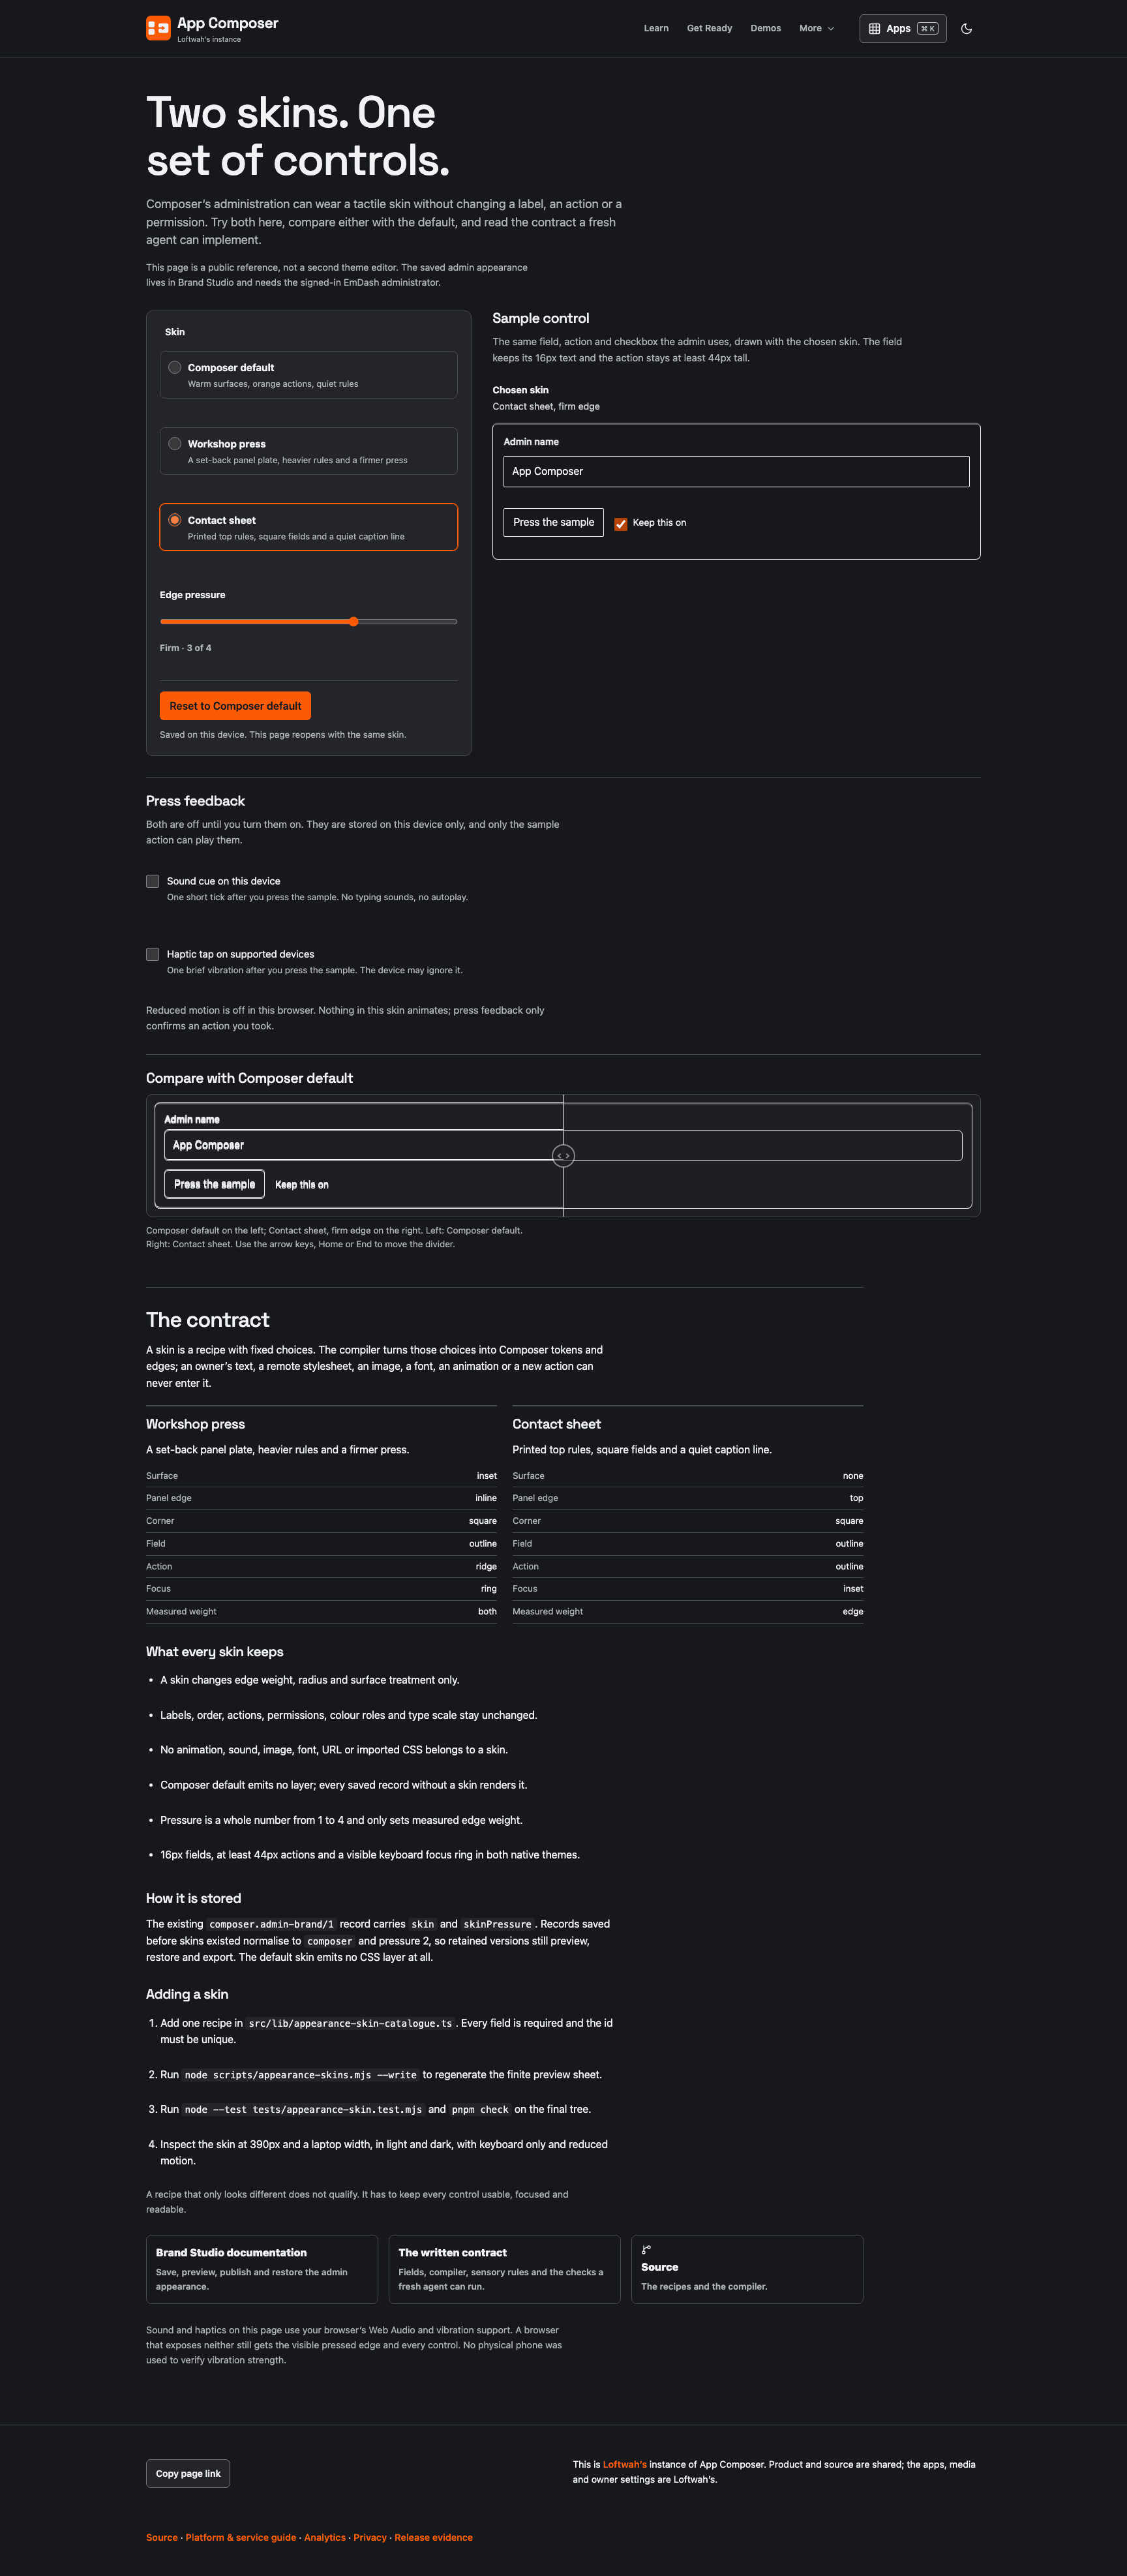 App Composer
Loftwah's instance
Learn
Get Ready
Demos
More
Apps
⌘ K
Two skins. One
set of controls.
Composer's administration can wear a tactile skin without changing a label, an action or a
permission. Try both here, compare either with the default, and read the contract a fresh
agent can implement.
This page is a public reference, not a second theme editor. The saved admin appearance
lives in Brand Studio and needs the signed-in EmDash administrator.
Skin
Composer default
Warm surfaces, orange actions, quiet rules
Workshop press
A set-back panel plate, heavier rules and a firmer press
Contact sheet
Printed top rules, square fields and a quiet caption line
Edge pressure
Firm · 3 of 4
Reset to Composer default
Saved on this device. This page reopens with the same skin.
Sample control
The same field, action and checkbox the admin uses, drawn with the chosen skin. The field
keeps its 16px text and the action stays at least 44px tall.
Chosen skin
Contact sheet, firm edge
Admin name
App Composer
Press the sample
Keep this on
Press feedback
Both are off until you turn them on. They are stored on this device only, and only the sample
action can play them.
Sound cue on this device
One short tick after you press the sample. No typing sounds, no autoplay.
Haptic tap on supported devices
One brief vibration after you press the sample. The device may ignore it.
Reduced motion is off in this browser. Nothing in this skin animates; press feedback only
confirms an action you took.
Compare with Composer default
Admin name
App Composer
Press the sample
Keep this on
Composer default on the left; Contact sheet, firm edge on the right. Left: Composer default.
Right: Contact sheet. Use the arrow keys, Home or End to move the divider.
The contract
A skin is a recipe with fixed choices. The compiler turns those choices into Composer tokens and
edges; an owner's text, a remote stylesheet, an image, a font, an animation or a new action can
never enter it.
Workshop press
A set-back panel plate, heavier rules and a firmer press.
Surface inset
Panel edge inline
Corner square
Field outline
Action ridge
Focus ring
Measured weight both
Contact sheet
Printed top rules, square fields and a quiet caption line.
Surface none
Panel edge top
Corner square
Field outline
Action outline
Focus inset
Measured weight edge
What every skin keeps
• A skin changes edge weight, radius and surface treatment only.
• Labels, order, actions, permissions, colour roles and type scale stay unchanged.
• No animation, sound, image, font, URL or imported CSS belongs to a skin.
• Composer default emits no layer; every saved record without a skin renders it.
• Pressure is a whole number from 1 to 4 and only sets measured edge weight.
• 16px fields, at least 44px actions and a visible keyboard focus ring in both native themes.
How it is stored
The existing composer.admin-brand/1 record carries skin and skinPressure. Records saved
before skins existed normalise to composer and pressure 2, so retained versions still preview,
restore and export. The default skin emits no CSS layer at all.
Adding a skin
1. Add one recipe in src/lib/appearance-skin-catalogue.ts. Every field is required and the id
must be unique.
2. Run node scripts/appearance-skins.mjs --write to regenerate the finite preview sheet.
3. Run node --test tests/appearance-skin.test.mjs and pnpm check on the final tree.
4. Inspect the skin at 390px and a laptop width, in light and dark, with keyboard only and reduced
motion.
A recipe that only looks different does not qualify. It has to keep every control usable, focused and
readable.
Brand Studio documentation
Save, preview, publish and restore the admin
appearance.
The written contract
Fields, compiler, sensory rules and the checks a
fresh agent can run.
Source
The recipes and the compiler.
Sound and haptics on this page use your browser's Web Audio and vibration support. A browser
that exposes neither still gets the visible pressed edge and every control. No physical phone was
used to verify vibration strength.
Copy page link
This is Loftwah's instance of App Composer. Product and source are shared; the apps, media
and owner settings are Loftwah's.
Source · Platform & service guide · Analytics · Privacy · Release evidence